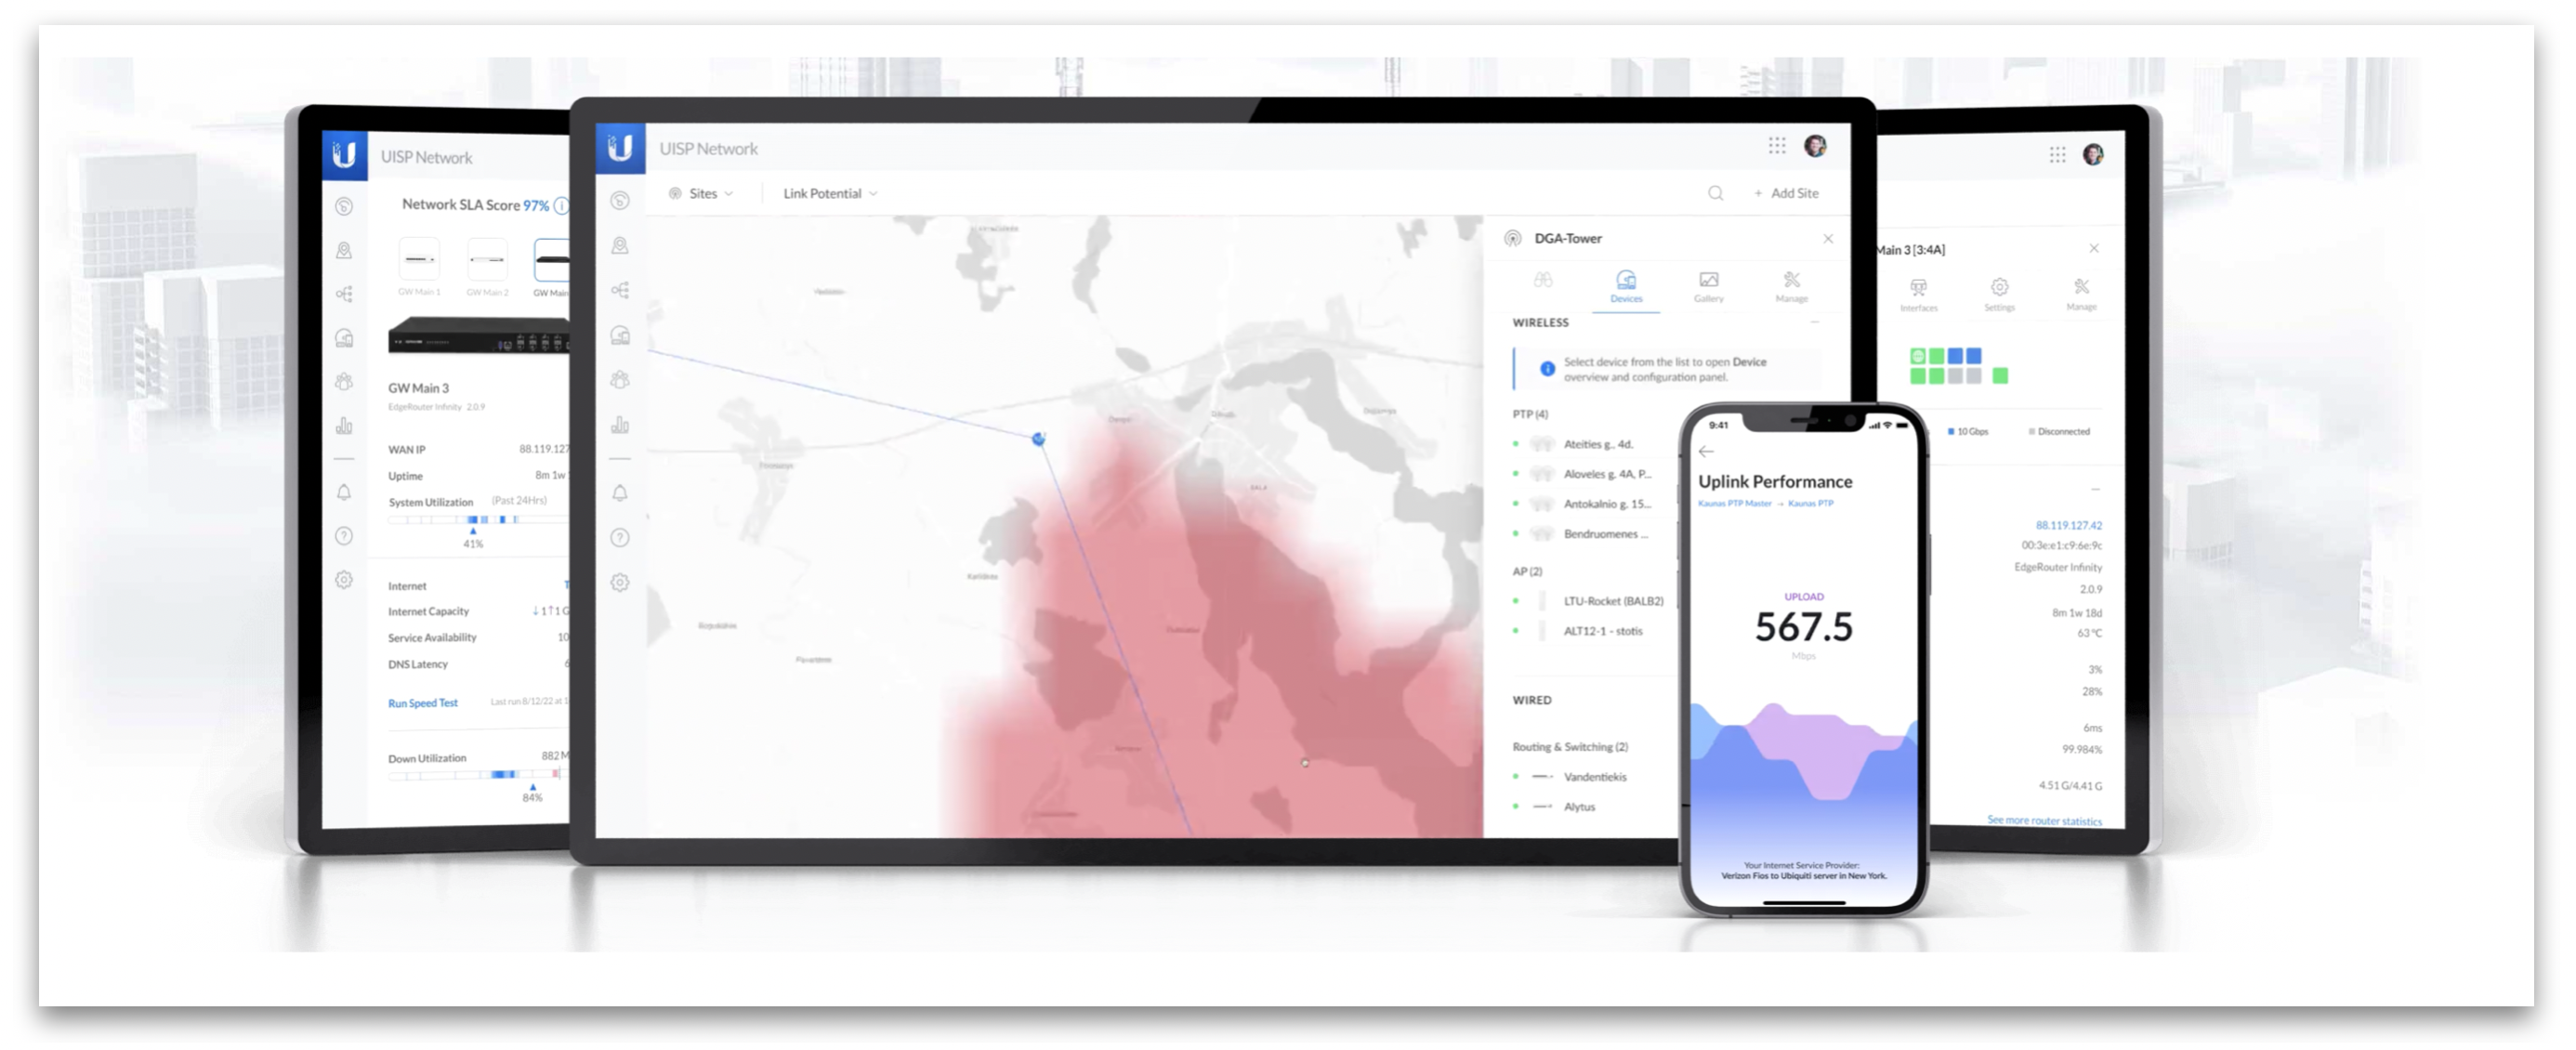 UISP Network
Network SLA Score 97%
GW Main 1
GW Main 2
GW Main
GW Main 3
EdgeRouter Infinity 2.0.9
WAN IP 88.119.127
Uptime 8m 1w
System Utilization (Past 24Hrs)
41%
Internet
Internet Capacity ↓1↑1 G
Service Availability 10
DNS Latency 6
Run Speed Test Last run 8/12/22 at 1
Down Utilization 882 M
84%
UISP Network
Sites
Link Potential
+ Add Site
DGA-Tower
Devices
Gallery
Manage
WIRELESS
Select device from the list to open Device
overview and configuration panel.
PTP (4)
Ateities g., 4d.
Aloveles g. 4A, P...
Antokalnio g. 15...
Bendruomenes ...
AP (2)
LTU-Rocket (BALB2)
ALT12-1 - stotis
WIRED
Routing & Switching (2)
Vandentiekis
Alytus
9:41
Uplink Performance
Kaunas PTP Master → Kaunas PTP
UPLOAD
567.5
Mbps
Your Internet Service Provider:
Verizon Fios to Ubiquiti server in New York.
Main 3 [3:4A]
Interfaces
Settings
Manage
10 Gbps
Disconnected
88.119.127.42
00:3e:e1:c9:6e:9c
EdgeRouter Infinity
2.0.9
8m 1w 18d
63 °C
3%
28%
6ms
99.984%
4.51 G/4.41 G
See more router statistics